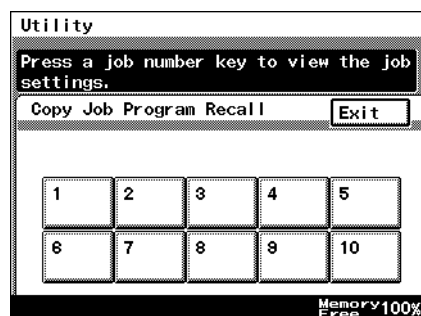 Utility
Press a job number key to view the job
settings.
Copy Job Program Recall Exit
1 2 3 4 5
6 7 8 9 10
Memory 100%
Free